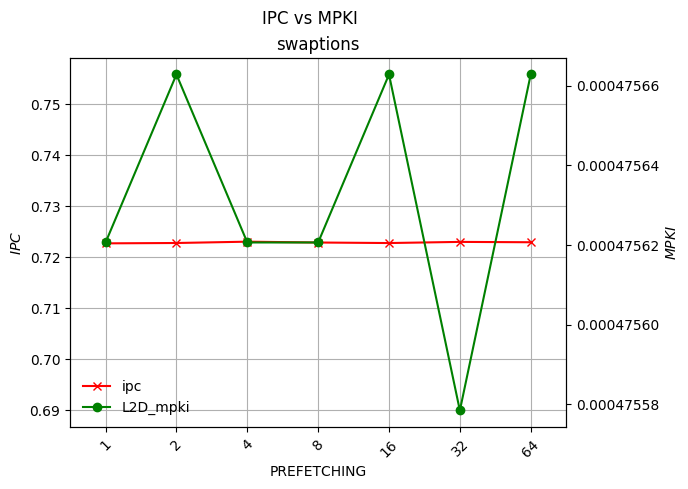 IPC vs MPKI
swaptions
0.75
0.74
0.73
0.72
0.71
0.70
0.69
IPC
0.00047566
0.00047564
0.00047562
0.00047560
0.00047558
MPKI
ipc
L2D_mpki
1
2
4
8
16
32
64
PREFETCHING